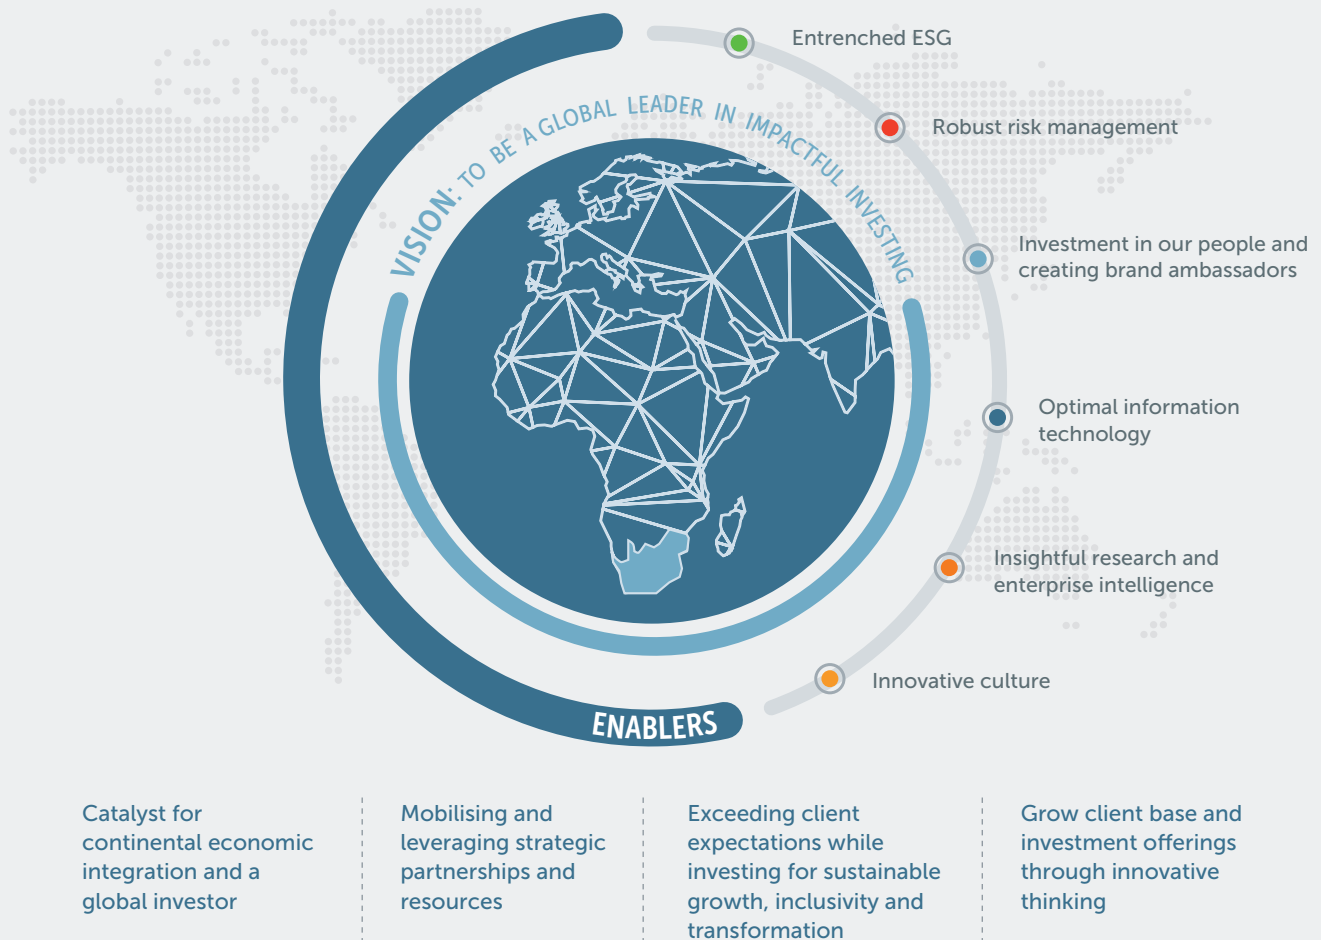 Entrenched ESG
VISION: TO BE A GLOBAL LEADER IN IMPACTFUL INVESTING
Robust risk management
Investment in our people and
creating brand ambassadors
Optimal information
technology
Insightful research and
enterprise intelligence
Innovative culture
ENABLERS
Catalyst for
continental economic
integration and a
global investor
Mobilising and
leveraging strategic
partnerships and
resources
Exceeding client
expectations while
investing for sustainable
growth, inclusivity and
transformation
Grow client base and
investment offerings
through innovative
thinking